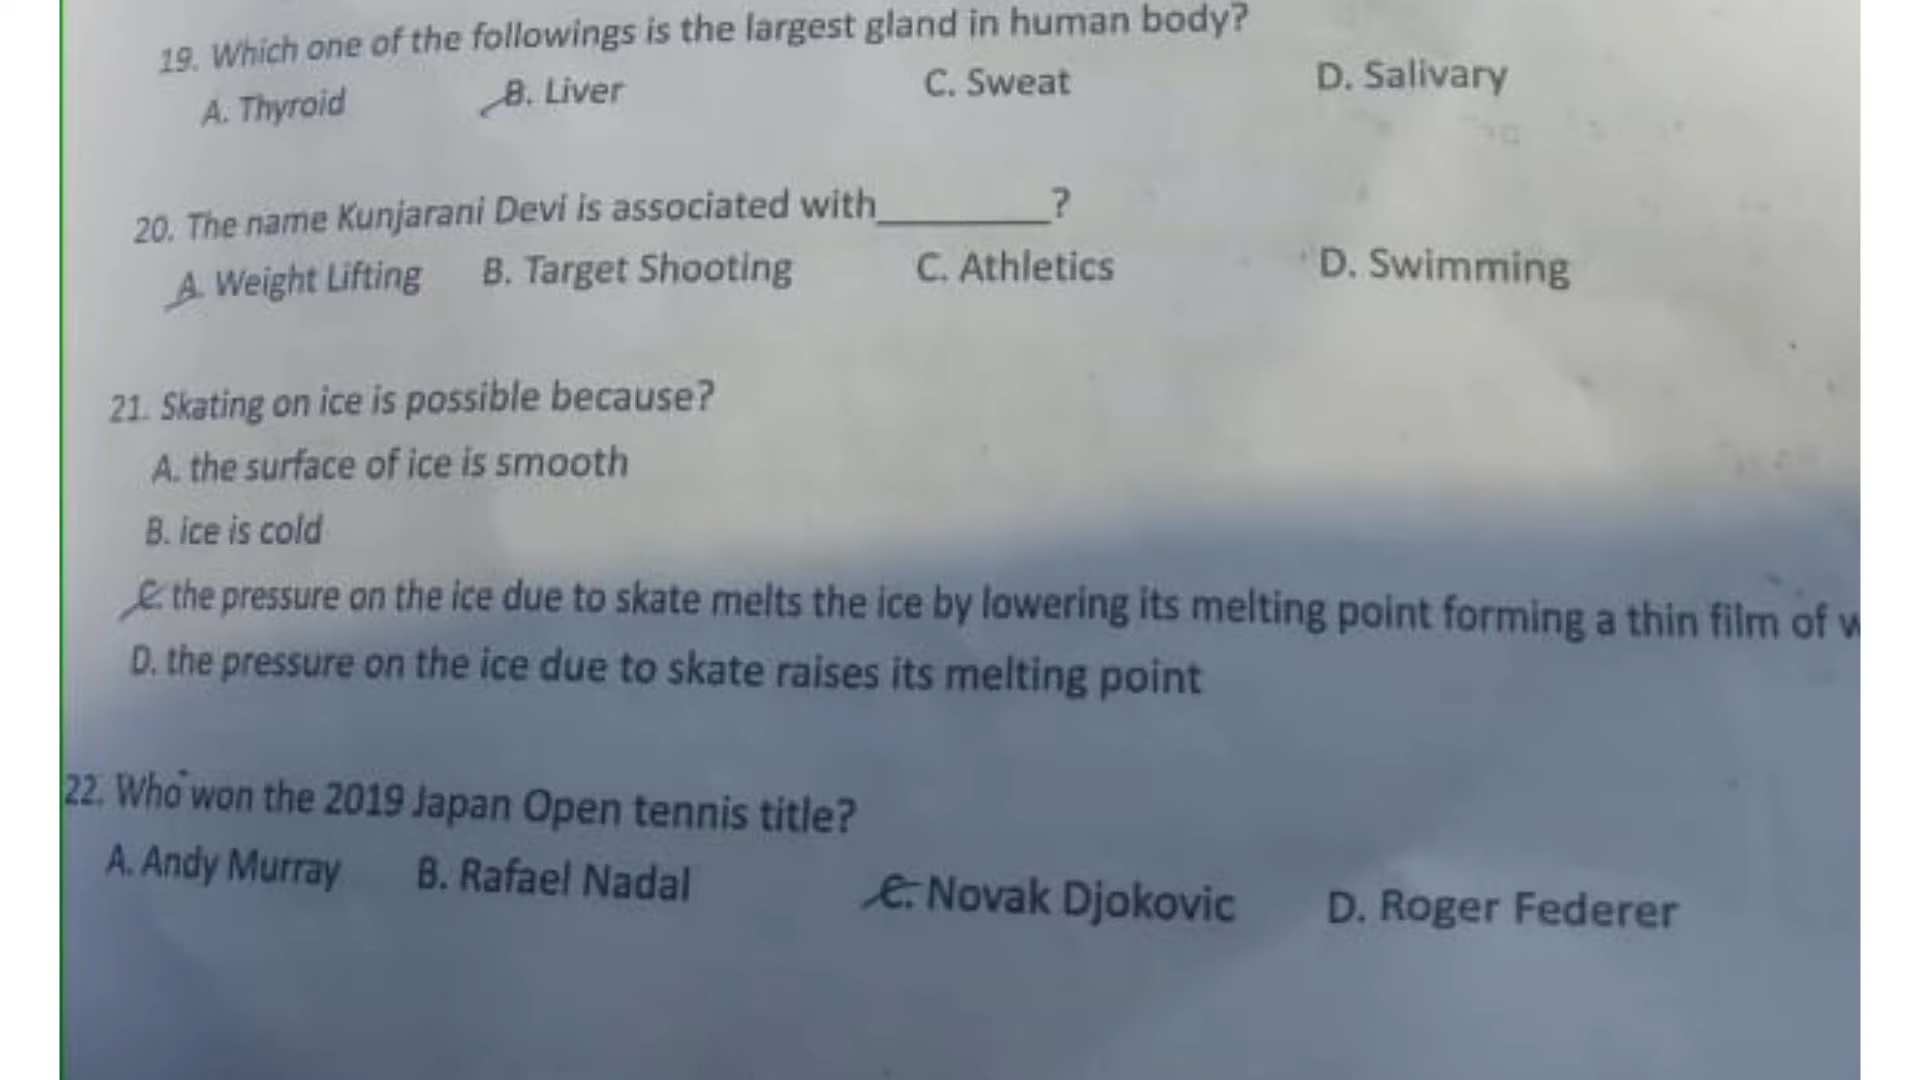 19. Which one of the followings is the largest gland in human body?
A. Thyroid B. Liver C. Sweat D. Salivary
20. The name Kunjarani Devi is associated with________?
A. Weight Lifting B. Target Shooting C. Athletics D. Swimming
21. Skating on ice is possible because?
A. the surface of ice is smooth
B. ice is cold
C. the pressure on the ice due to skate melts the ice by lowering its melting point forming a thin film of
D. the pressure on the ice due to skate raises its melting point
22. Who won the 2019 Japan Open tennis title?
A. Andy Murray B. Rafael Nadal C. Novak Djokovic D. Roger Federer